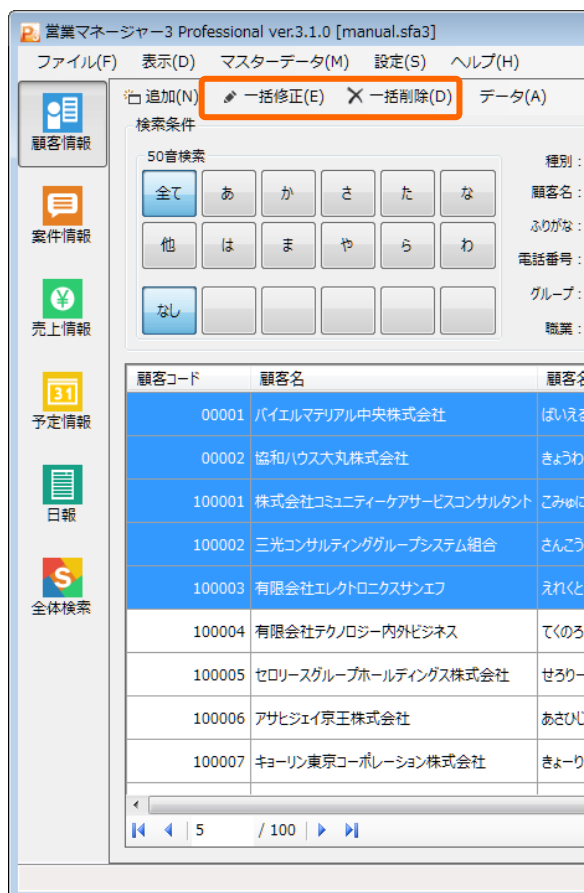 営業マネージャー3 Professional ver.3.1.0 [manual.sfa3]
ファイル(F) 表示(D) マスターデータ(M) 設定(S) ヘルプ(H)
追加(N) 一括修正(E) 一括削除(D) データ(A)
顧客情報
案件情報
売上情報
31
予定情報
日報
S
全体検索
検索条件
50音検索
全て あ か さ た な
他 は ま や ら わ
なし
種別 :
顧客名 :
ふりがな :
電話番号 :
グループ :
職業 :
顧客コード 顧客名 顧客名
00001 バイエルマテリアル中央株式会社 ばいえる
00002 協和ハウス大丸株式会社 きょうわ
100001 株式会社コミュニティーケアサービスコンサルタント こみゅに
100002 三光コンサルティンググループシステム組合 さんこう
100003 有限会社エレクトロニクスサンエフ えれくと
100004 有限会社テクノロジー内外ビジネス てくのろ
100005 セロリースグループホールディングス株式会社 せろりー
100006 アサヒジェイ京王株式会社 あさひじ
100007 キョーリン東京コーポレーション株式会社 きょーり
5 / 100